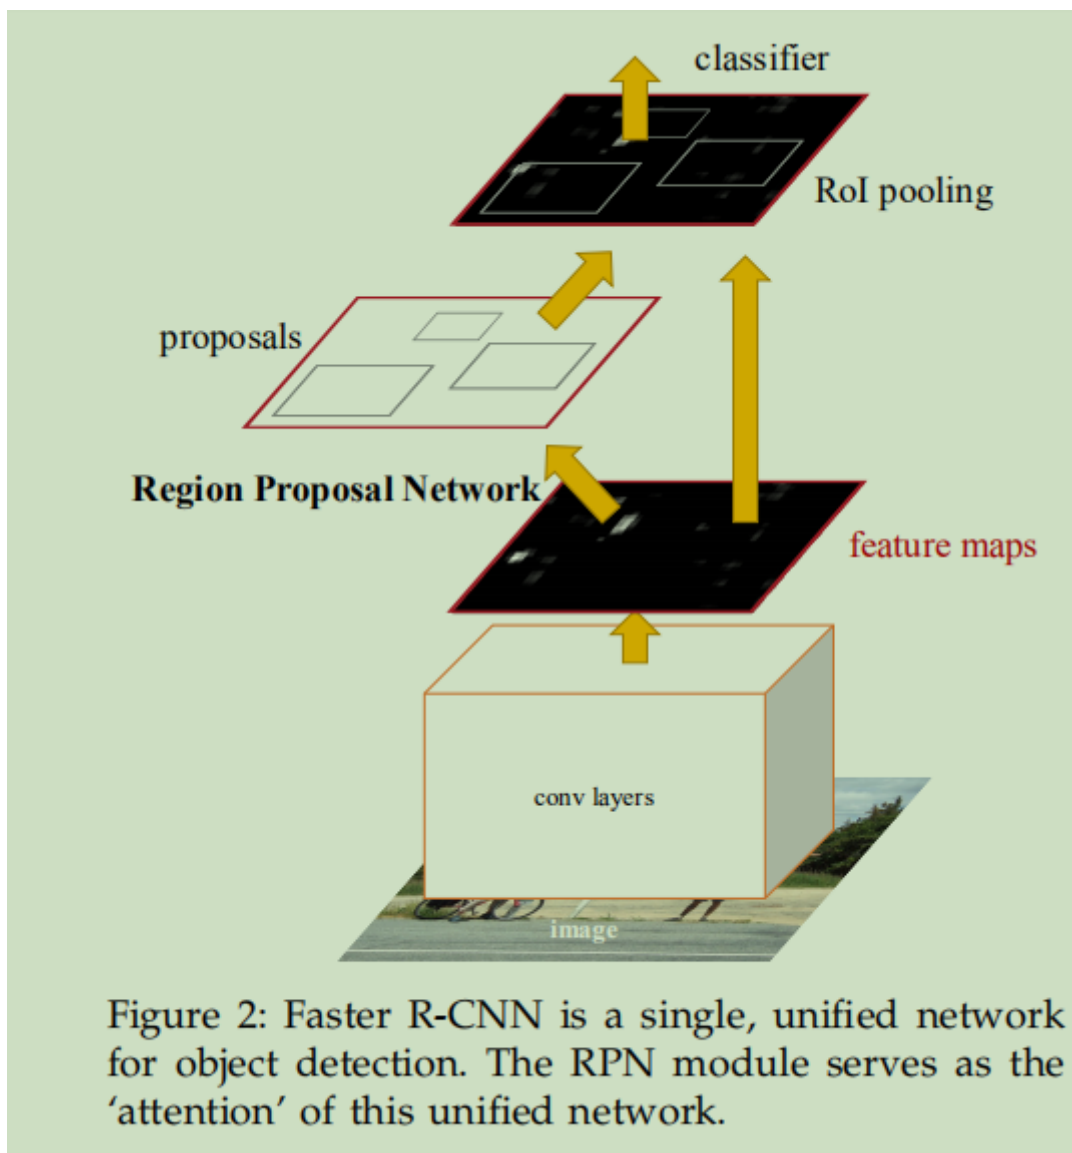 classifier
RoI pooling
proposals
Region Proposal Network
feature maps
conv layers
image
Figure 2: Faster R-CNN is a single, unified network
for object detection. The RPN module serves as the
‘attention’ of this unified network.